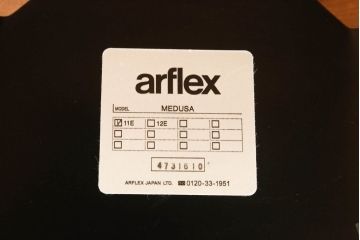 arflex
MODEL MEDUSA
☑ 11E ☐ 12E ☐ ☐
☐ ☐ ☐ ☐
☐ ☐ ☐ ☐
4731610
ARFLEX JAPAN LTD. ☎0120-33-1951